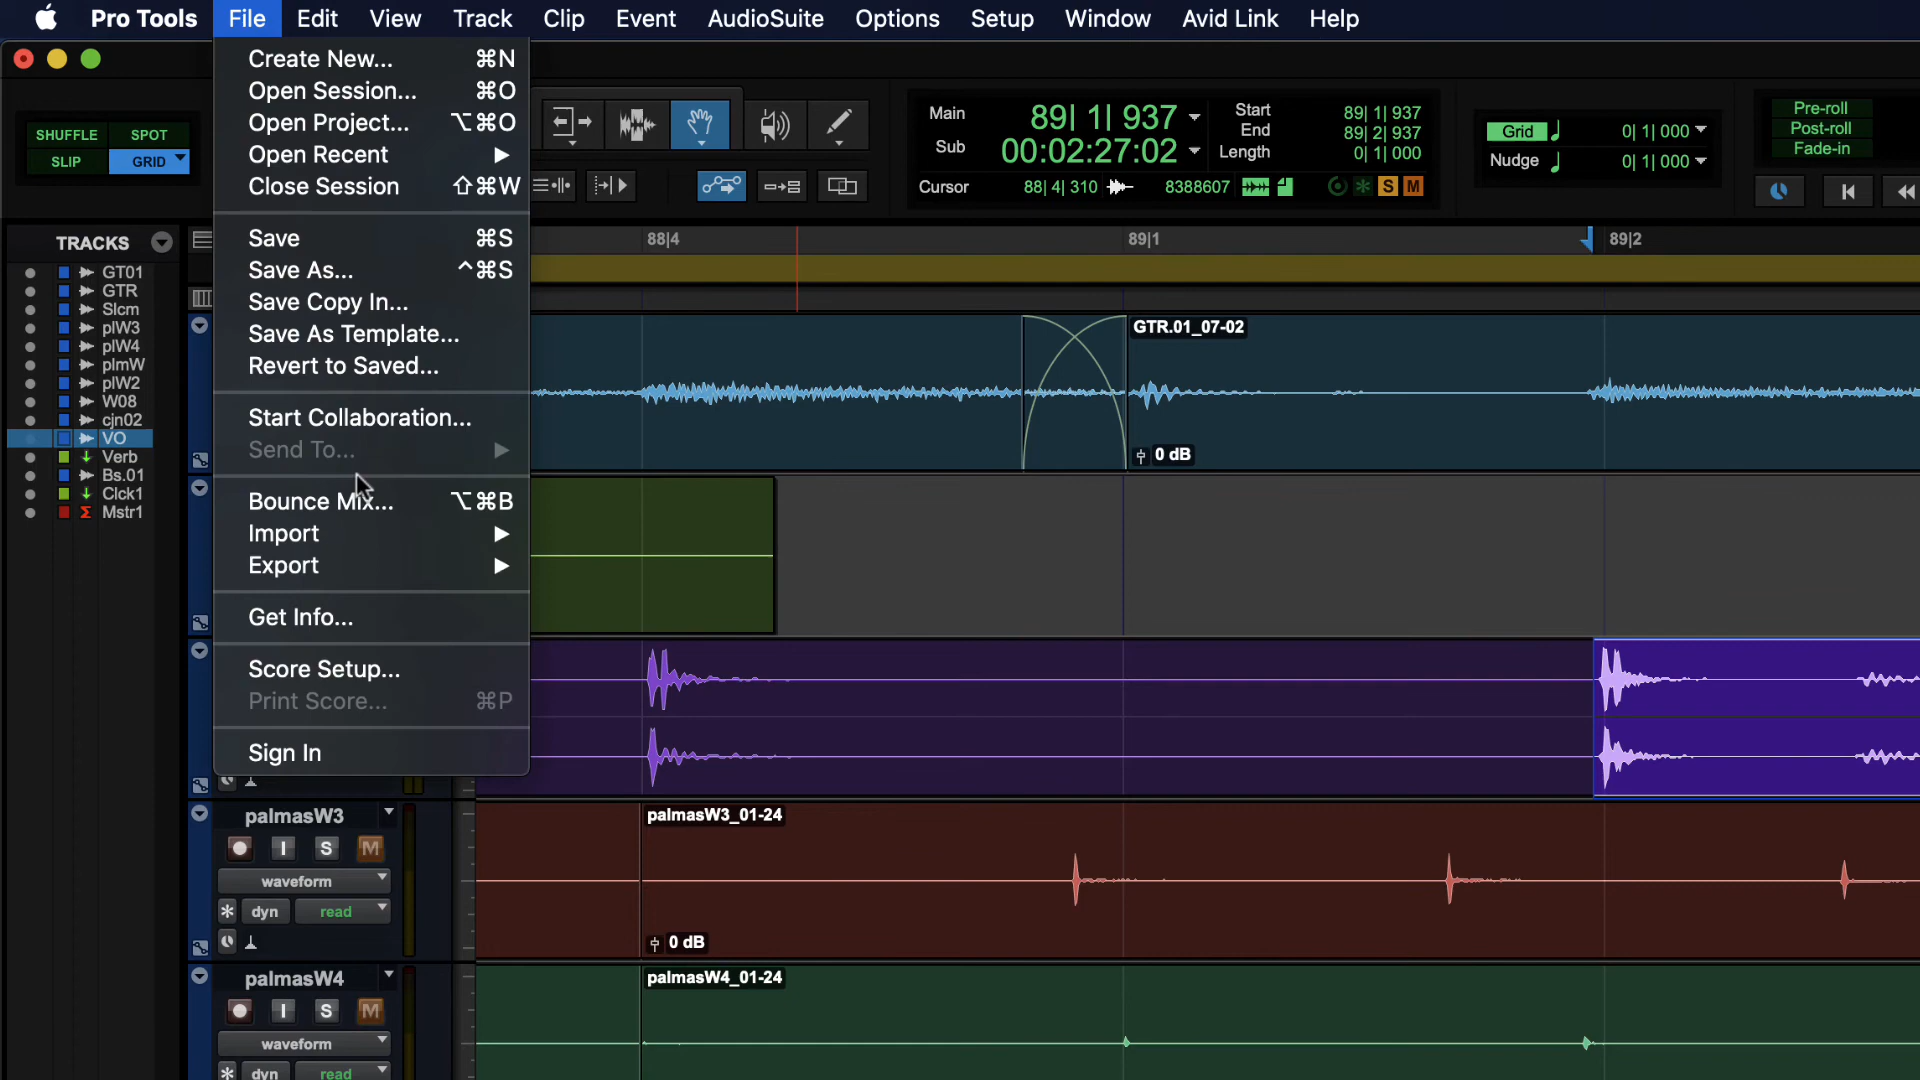 Pro Tools File Edit View Track Clip Event AudioSuite Options Setup Window Avid Link Help
Create New... ⌘N
Open Session... ⌘O
Open Project... ⌥⌘O
Open Recent ▶
Close Session ⇧⌘W
Save ⌘S
Save As... ^⌘S
Save Copy In...
Save As Template...
Revert to Saved...
Start Collaboration...
Send To... ▶
Bounce Mix... ⌥⌘B
Import ▶
Export ▶
Get Info...
Score Setup...
Print Score... ⌘P
Sign In
SHUFFLE SPOT
SLIP GRID
Main 89| 1| 937
Sub 00:02:27:02
Start 89| 1| 937
End 89| 2| 937
Length 0| 1| 000
Cursor 88| 4| 310 8388607 S M
Grid 0| 1| 000
Nudge 0| 1| 000
Pre-roll
Post-roll
Fade-in
TRACKS
GT01
GTR
Slcm
plW3
plW4
plmW
plW2
W08
cjn02
VO
Verb
Bs.01
Clck1
Mstr1
88|4 89|1 89|2
GTR.01_07-02
0 dB
palmasW3
I S M
waveform
dyn read
palmasW3_01-24
0 dB
palmasW4
I S M
waveform
dyn read
palmasW4_01-24